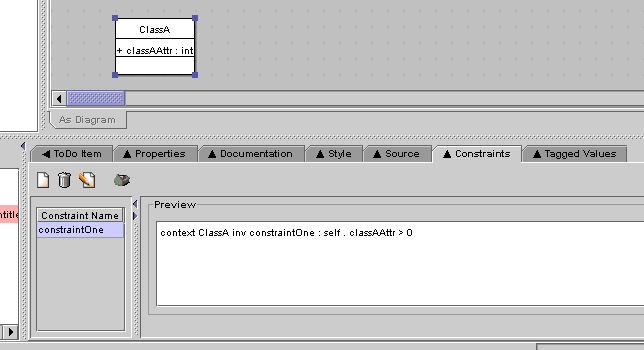 ClassA
+ classAAttr : int
As Diagram
ToDo Item
Properties
Documentation
Style
Source
Constraints
Tagged Values
Constraint Name
constraintOne
Preview
context ClassA inv constraintOne : self . classAAttr > 0